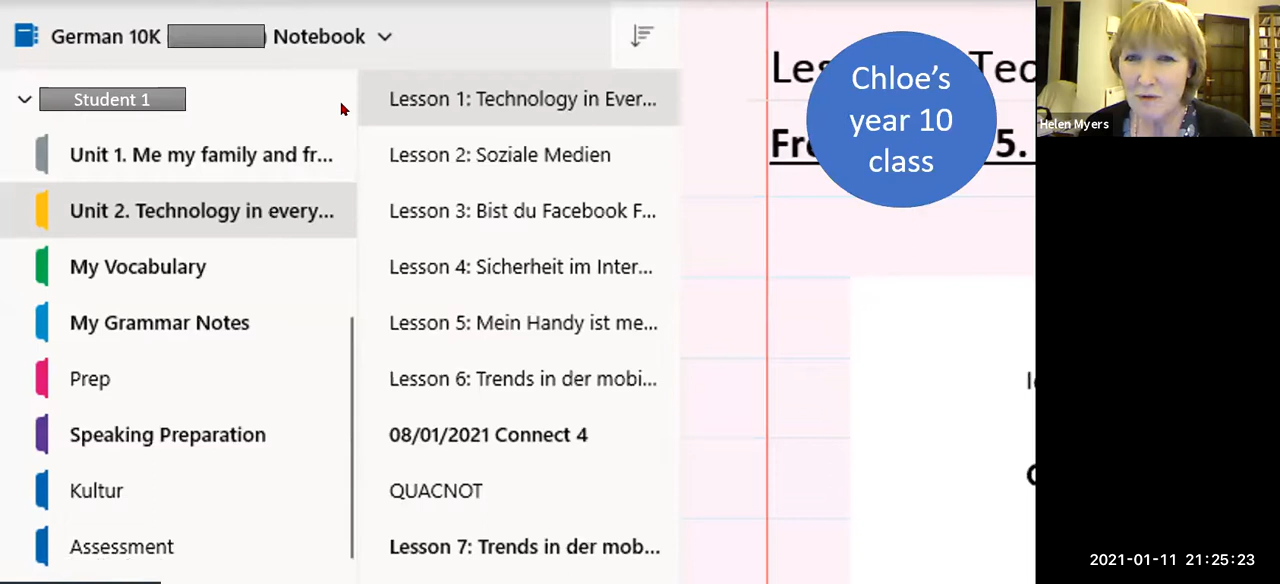 German 10K Notebook
Student 1
Unit 1. Me my family and fr...
Unit 2. Technology in every...
My Vocabulary
My Grammar Notes
Prep
Speaking Preparation
Kultur
Assessment
Lesson 1: Technology in Ever...
Lesson 2: Soziale Medien
Lesson 3: Bist du Facebook F...
Lesson 4: Sicherheit im Inter...
Lesson 5: Mein Handy ist me...
Lesson 6: Trends in der mobi...
08/01/2021 Connect 4
QUACNOT
Lesson 7: Trends in der mob...
Chloe's
year 10
class
5.
Helen Myers
2021-01-11 21:25:23